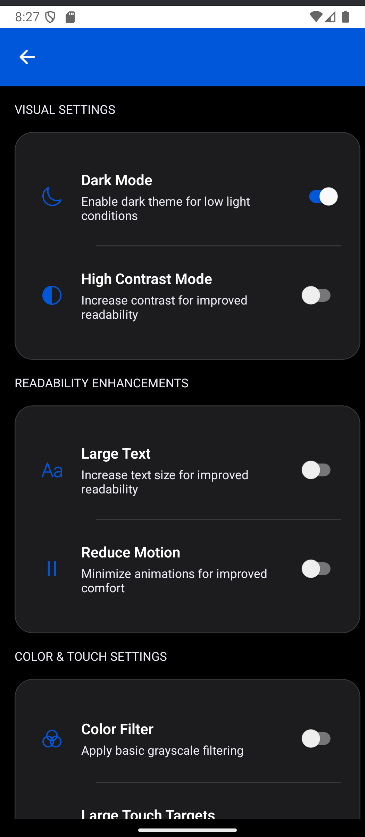 8:27
VISUAL SETTINGS
Dark Mode
Enable dark theme for low light
conditions
High Contrast Mode
Increase contrast for improved
readability
READABILITY ENHANCEMENTS
Aa
Large Text
Increase text size for improved
readability
Reduce Motion
Minimize animations for improved
comfort
COLOR & TOUCH SETTINGS
Color Filter
Apply basic grayscale filtering
Large Touch Targets